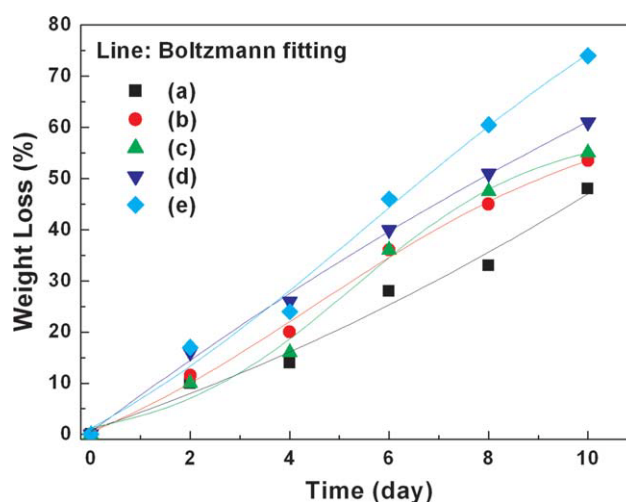 Line: Boltzmann fitting
(a)
(b)
(c)
(d)
(e)
80
70
60
50
40
30
20
10
0
Weight Loss (%)
0 2 4 6 8 10
Time (day)